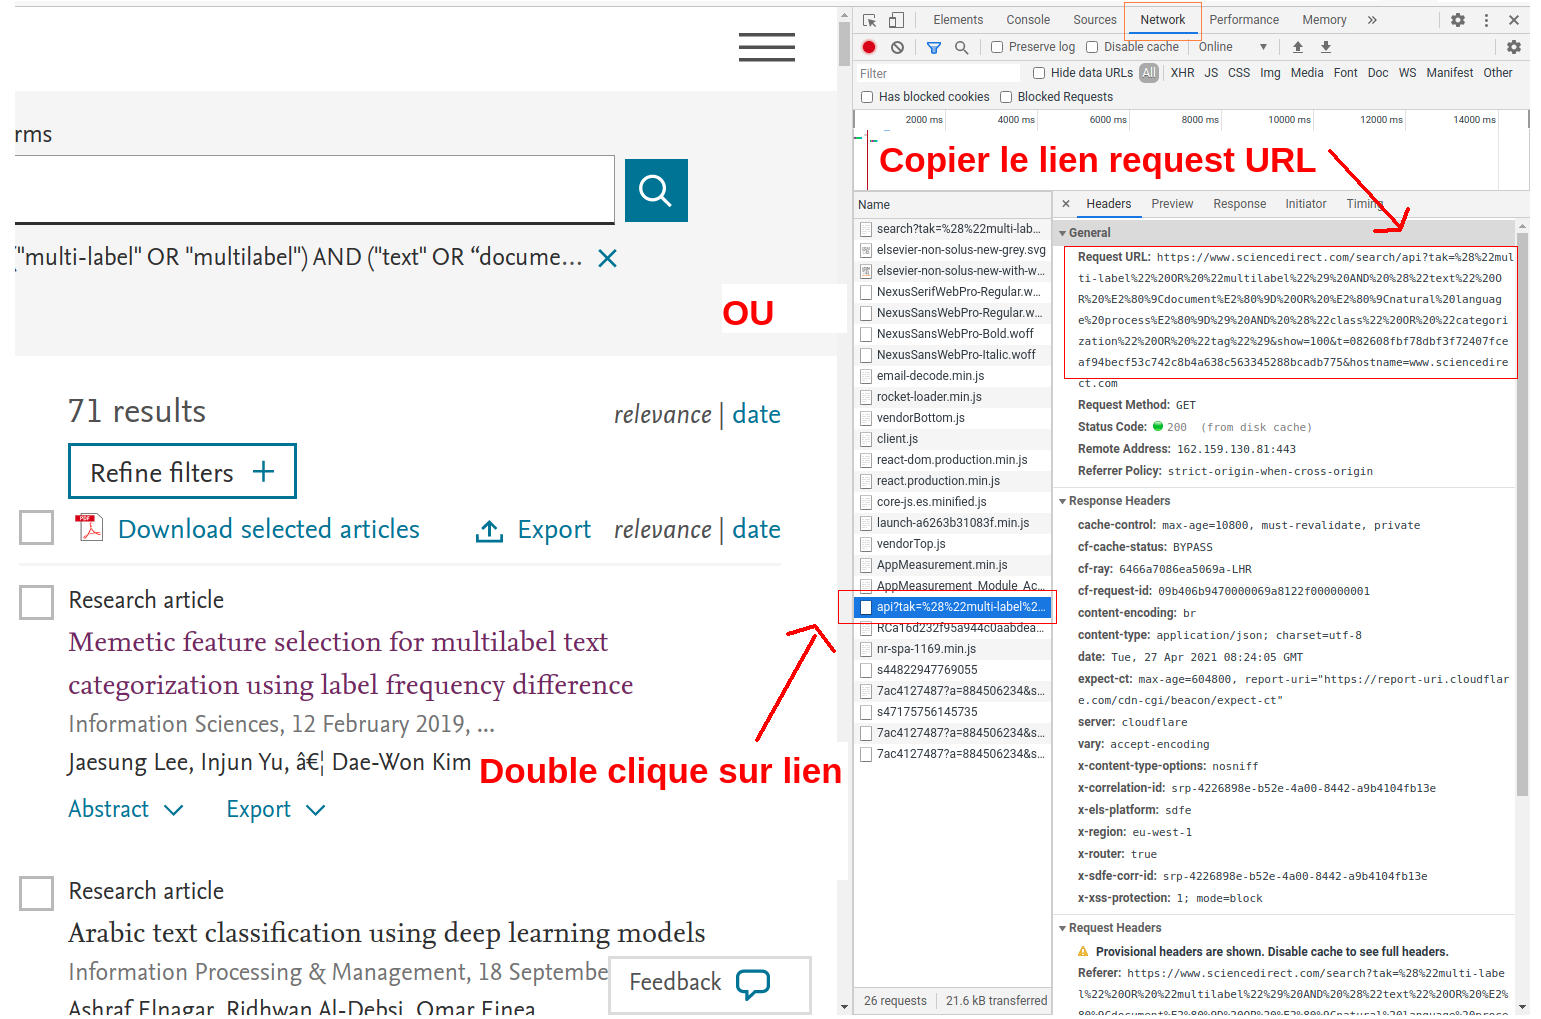 rms
("multi-label" OR "multilabel") AND ("text" OR “docume...
OU
71 results
relevance | date
Refine filters
Download selected articles
Export
relevance | date
Research article
Memetic feature selection for multilabel text
categorization using label frequency difference
Information Sciences, 12 February 2019, ...
Jaesung Lee, Injun Yu, â€¦ Dae-Won Kim
Abstract
Export
Double clique sur lien
Research article
Arabic text classification using deep learning models
Information Processing & Management, 18 Septembe
Ashraf Elnagar, Ridhwan Al-Debsi, Omar Einea
Feedback
Elements Console Sources Network Performance Memory »
Preserve log Disable cache Online
Filter Hide data URLs All XHR JS CSS Img Media Font Doc WS Manifest Other
Has blocked cookies Blocked Requests
2000 ms 4000 ms 6000 ms 8000 ms 10000 ms 12000 ms 14000 ms
Copier le lien request URL
Name
search?tak=%28%22multi-lab...
elsevier-non-solus-new-grey.svg
elsevier-non-solus-new-with-w...
NexusSerifWebPro-Regular.w...
NexusSansWebPro-Regular.w...
NexusSansWebPro-Bold.woff
NexusSansWebPro-Italic.woff
email-decode.min.js
rocket-loader.min.js
vendorBottom.js
client.js
react-dom.production.min.js
react.production.min.js
core-js.es.minified.js
launch-a6263b31083f.min.js
vendorTop.js
AppMeasurement.min.js
AppMeasurement_Module_Ac...
api?tak=%28%22multi-label%2...
RCa16d232f95a944c0aabdea...
nr-spa-1169.min.js
s44822947769055
7ac4127487?a=884506234&s...
s47175756145735
7ac4127487?a=884506234&s...
7ac4127487?a=884506234&s...
26 requests 21.6 kB transferred
Headers Preview Response Initiator Timing
General
Request URL: https://www.sciencedirect.com/search/api?tak=%28%22mul
ti-label%22%20OR%20%22multilabel%22%29%20AND%20%28%22text%22%20O
R%20%E2%80%9Cdocument%E2%80%9D%20OR%20%E2%80%9Cnatural%20languag
e%20process%E2%80%9D%29%20AND%20%28%22class%22%20OR%20%22categori
zation%22%20OR%20%22tag%22%29&show=100&t=082608fbf78dbf3f72407fce
af94becf53c742c8b4a638c563345288bcadb775&hostname=www.sciencedire
ct.com
Request Method: GET
Status Code: 200 (from disk cache)
Remote Address: 162.159.130.81:443
Referrer Policy: strict-origin-when-cross-origin
Response Headers
cache-control: max-age=10800, must-revalidate, private
cf-cache-status: BYPASS
cf-ray: 6466a7086ea5069a-LHR
cf-request-id: 09b406b9470000069a8122f000000001
content-encoding: br
content-type: application/json; charset=utf-8
date: Tue, 27 Apr 2021 08:24:05 GMT
expect-ct: max-age=604800, report-uri="https://report-uri.cloudflar
e.com/cdn-cgi/beacon/expect-ct"
server: cloudflare
vary: accept-encoding
x-content-type-options: nosniff
x-correlation-id: srp-4226898e-b52e-4a00-8442-a9b4104fb13e
x-els-platform: sdfe
x-region: eu-west-1
x-router: true
x-sdfe-corr-id: srp-4226898e-b52e-4a00-8442-a9b4104fb13e
x-xss-protection: 1; mode=block
Request Headers
Provisional headers are shown. Disable cache to see full headers.
Referer: https://www.sciencedirect.com/search?tak=%28%22multi-labe
l%22%20OR%20%22multilabel%22%29%20AND%20%28%22text%22%20OR%20%E2%
80%9Cdocument%E2%80%9D%20OR%20%E2%80%9Cnatural%20language%20proce